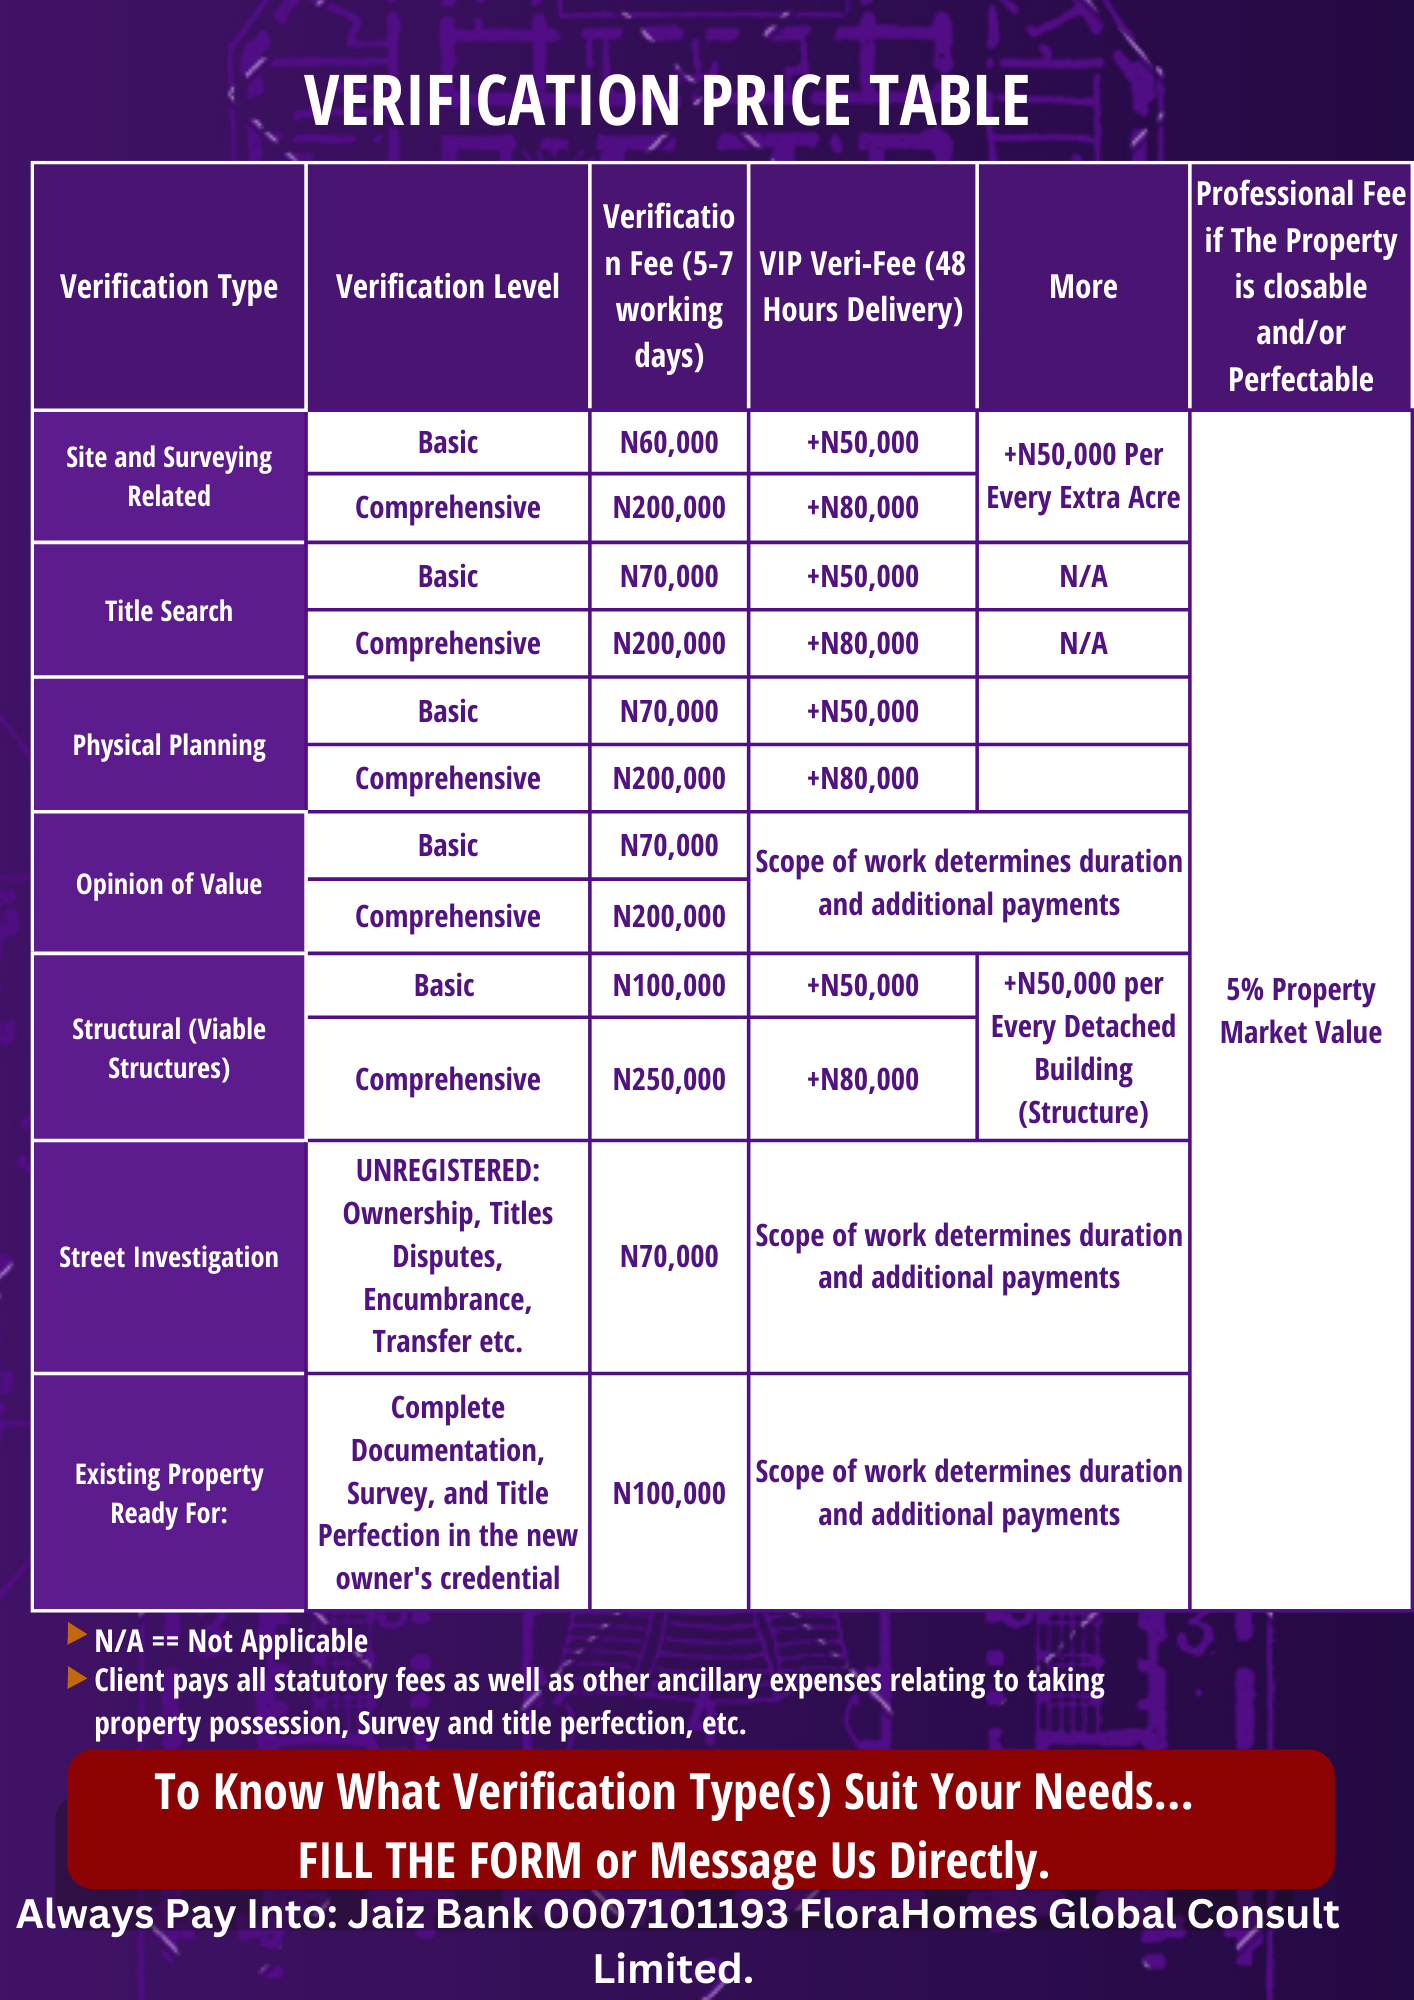 VERIFICATION PRICE TABLE
Verification Type
Verification Level
Verificatio
n Fee (5-7
working
days)
VIP Veri-Fee (48
Hours Delivery)
More
Professional Fee
if The Property
is closable
and/or
Perfectable
Site and Surveying
Related
Basic
N60,000
+N50,000
+N50,000 Per
Every Extra Acre
Comprehensive
N200,000
+N80,000
Title Search
Basic
N70,000
+N50,000
N/A
Comprehensive
N200,000
+N80,000
N/A
Physical Planning
Basic
N70,000
+N50,000
Comprehensive
N200,000
+N80,000
Opinion of Value
Basic
N70,000
Scope of work determines duration
and additional payments
Comprehensive
N200,000
Structural (Viable
Structures)
Basic
N100,000
+N50,000
+N50,000 per
Every Detached
Building
(Structure)
Comprehensive
N250,000
+N80,000
5% Property
Market Value
Street Investigation
UNREGISTERED:
Ownership, Titles
Disputes,
Encumbrance,
Transfer etc.
N70,000
Scope of work determines duration
and additional payments
Existing Property
Ready For:
Complete
Documentation,
Survey, and Title
Perfection in the new
owner's credential
N100,000
Scope of work determines duration
and additional payments
N/A == Not Applicable
Client pays all statutory fees as well as other ancillary expenses relating to taking
property possession, Survey and title perfection, etc.
To Know What Verification Type(s) Suit Your Needs...
FILL THE FORM or Message Us Directly.
Always Pay Into: Jaiz Bank 0007101193 FloraHomes Global Consult
Limited.